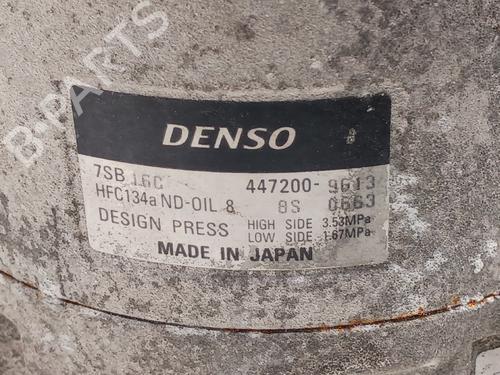 B-PARTS
DENSO 8
7SB16C 447200-9613
HFC134a ND-OIL 8 8S 0663
DESIGN PRESS HIGH SIDE 3.53MPa
LOW SIDE 1.67MPa
MADE IN JAPAN